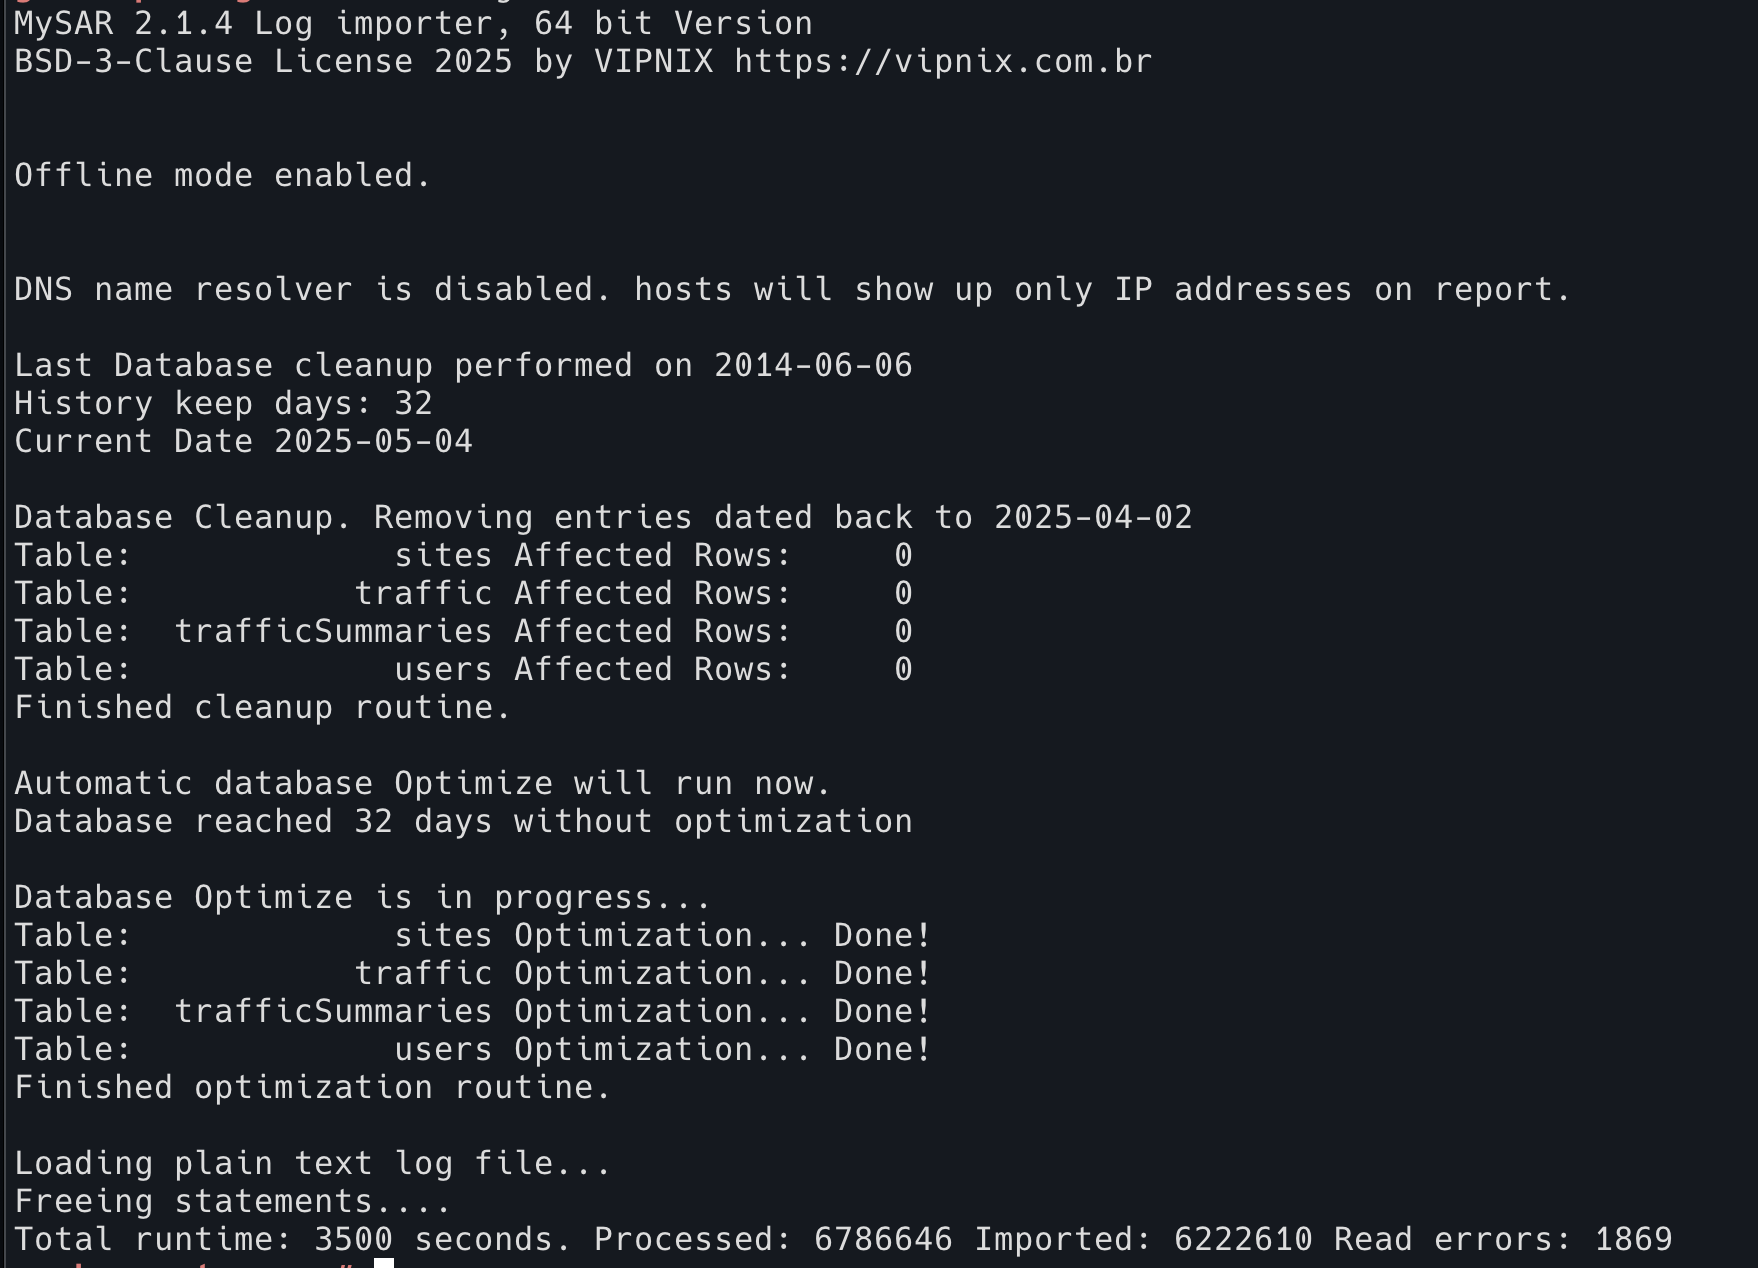 MySAR 2.1.4 Log importer, 64 bit Version
BSD-3-Clause License 2025 by VIPNIX https://vipnix.com.br
Offline mode enabled.
DNS name resolver is disabled. hosts will show up only IP addresses on report.
Last Database cleanup performed on 2014-06-06
History keep days: 32
Current Date 2025-05-04
Database Cleanup. Removing entries dated back to 2025-04-02
Table:             sites Affected Rows:     0
Table:           traffic Affected Rows:     0
Table:  trafficSummaries Affected Rows:     0
Table:             users Affected Rows:     0
Finished cleanup routine.
Automatic database Optimize will run now.
Database reached 32 days without optimization
Database Optimize is in progress...
Table:             sites Optimization... Done!
Table:           traffic Optimization... Done!
Table:  trafficSummaries Optimization... Done!
Table:             users Optimization... Done!
Finished optimization routine.
Loading plain text log file...
Freeing statements....
Total runtime: 3500 seconds. Processed: 6786646 Imported: 6222610 Read errors: 1869